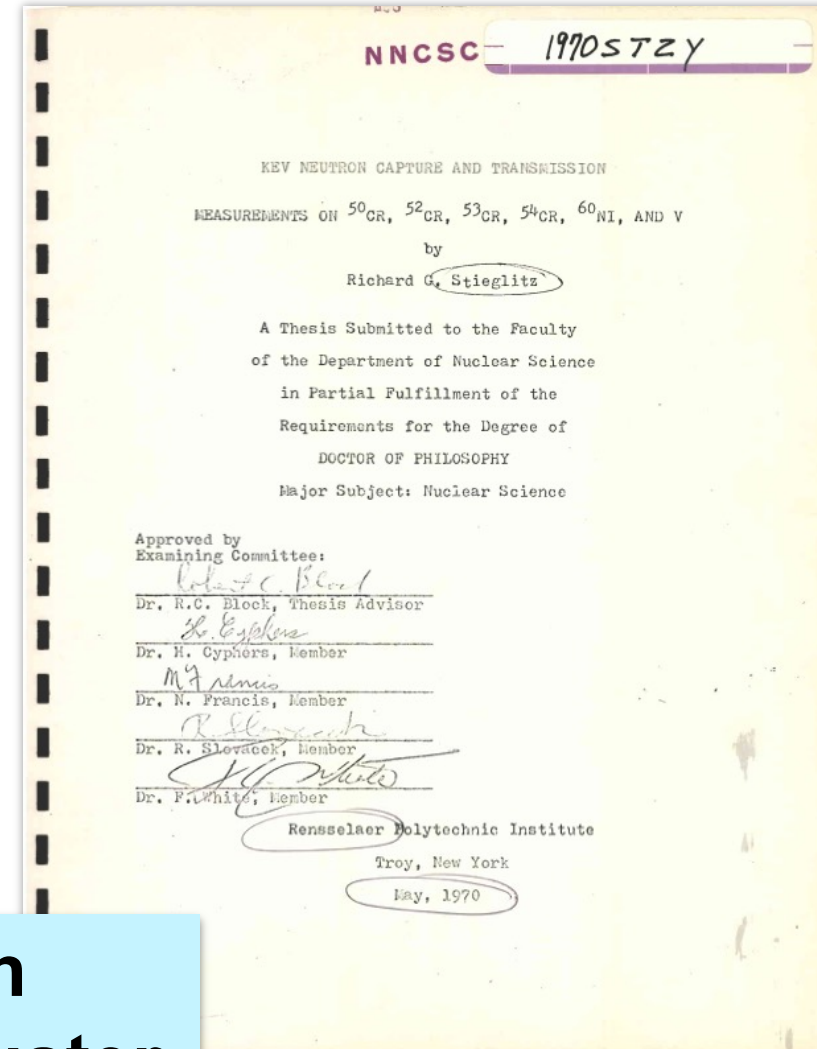 NNCSC 1970STZY
KEV NEUTRON CAPTURE AND TRANSMISSION
MEASUREMENTS ON 50CR, 52CR, 53CR, 54CR, 60NI, AND V
by
Richard G. Stieglitz
A Thesis Submitted to the Faculty
of the Department of Nuclear Science
in Partial Fulfillment of the
Requirements for the Degree of
DOCTOR OF PHILOSOPHY
Major Subject: Nuclear Science
Approved by
Examining Committee:
Robert C. Block
Dr. R.C. Block, Thesis Advisor
H. Cyphers
Dr. H. Cyphers, Member
Dr. N. Francis, Member
Dr. R. Slovacek, Member
Dr. F. White, Member
Rensselaer Polytechnic Institute
Troy, New York
May, 1970